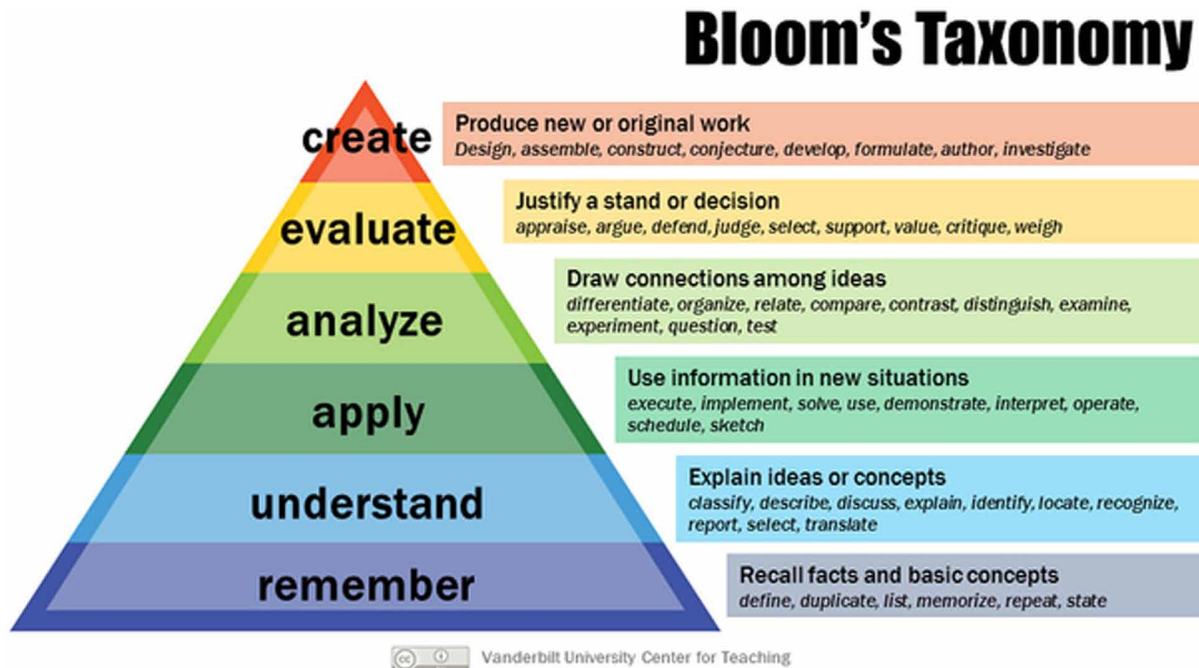 Bloom's Taxonomy
create
Produce new or original work
Design, assemble, construct, conjecture, develop, formulate, author, investigate
evaluate
Justify a stand or decision
appraise, argue, defend, judge, select, support, value, critique, weigh
analyze
Draw connections among ideas
differentiate, organize, relate, compare, contrast, distinguish, examine,
experiment, question, test
apply
Use information in new situations
execute, implement, solve, use, demonstrate, interpret, operate,
schedule, sketch
understand
Explain ideas or concepts
classify, describe, discuss, explain, identify, locate, recognize,
report, select, translate
remember
Recall facts and basic concepts
define, duplicate, list, memorize, repeat, state
cc Vanderbilt University Center for Teaching